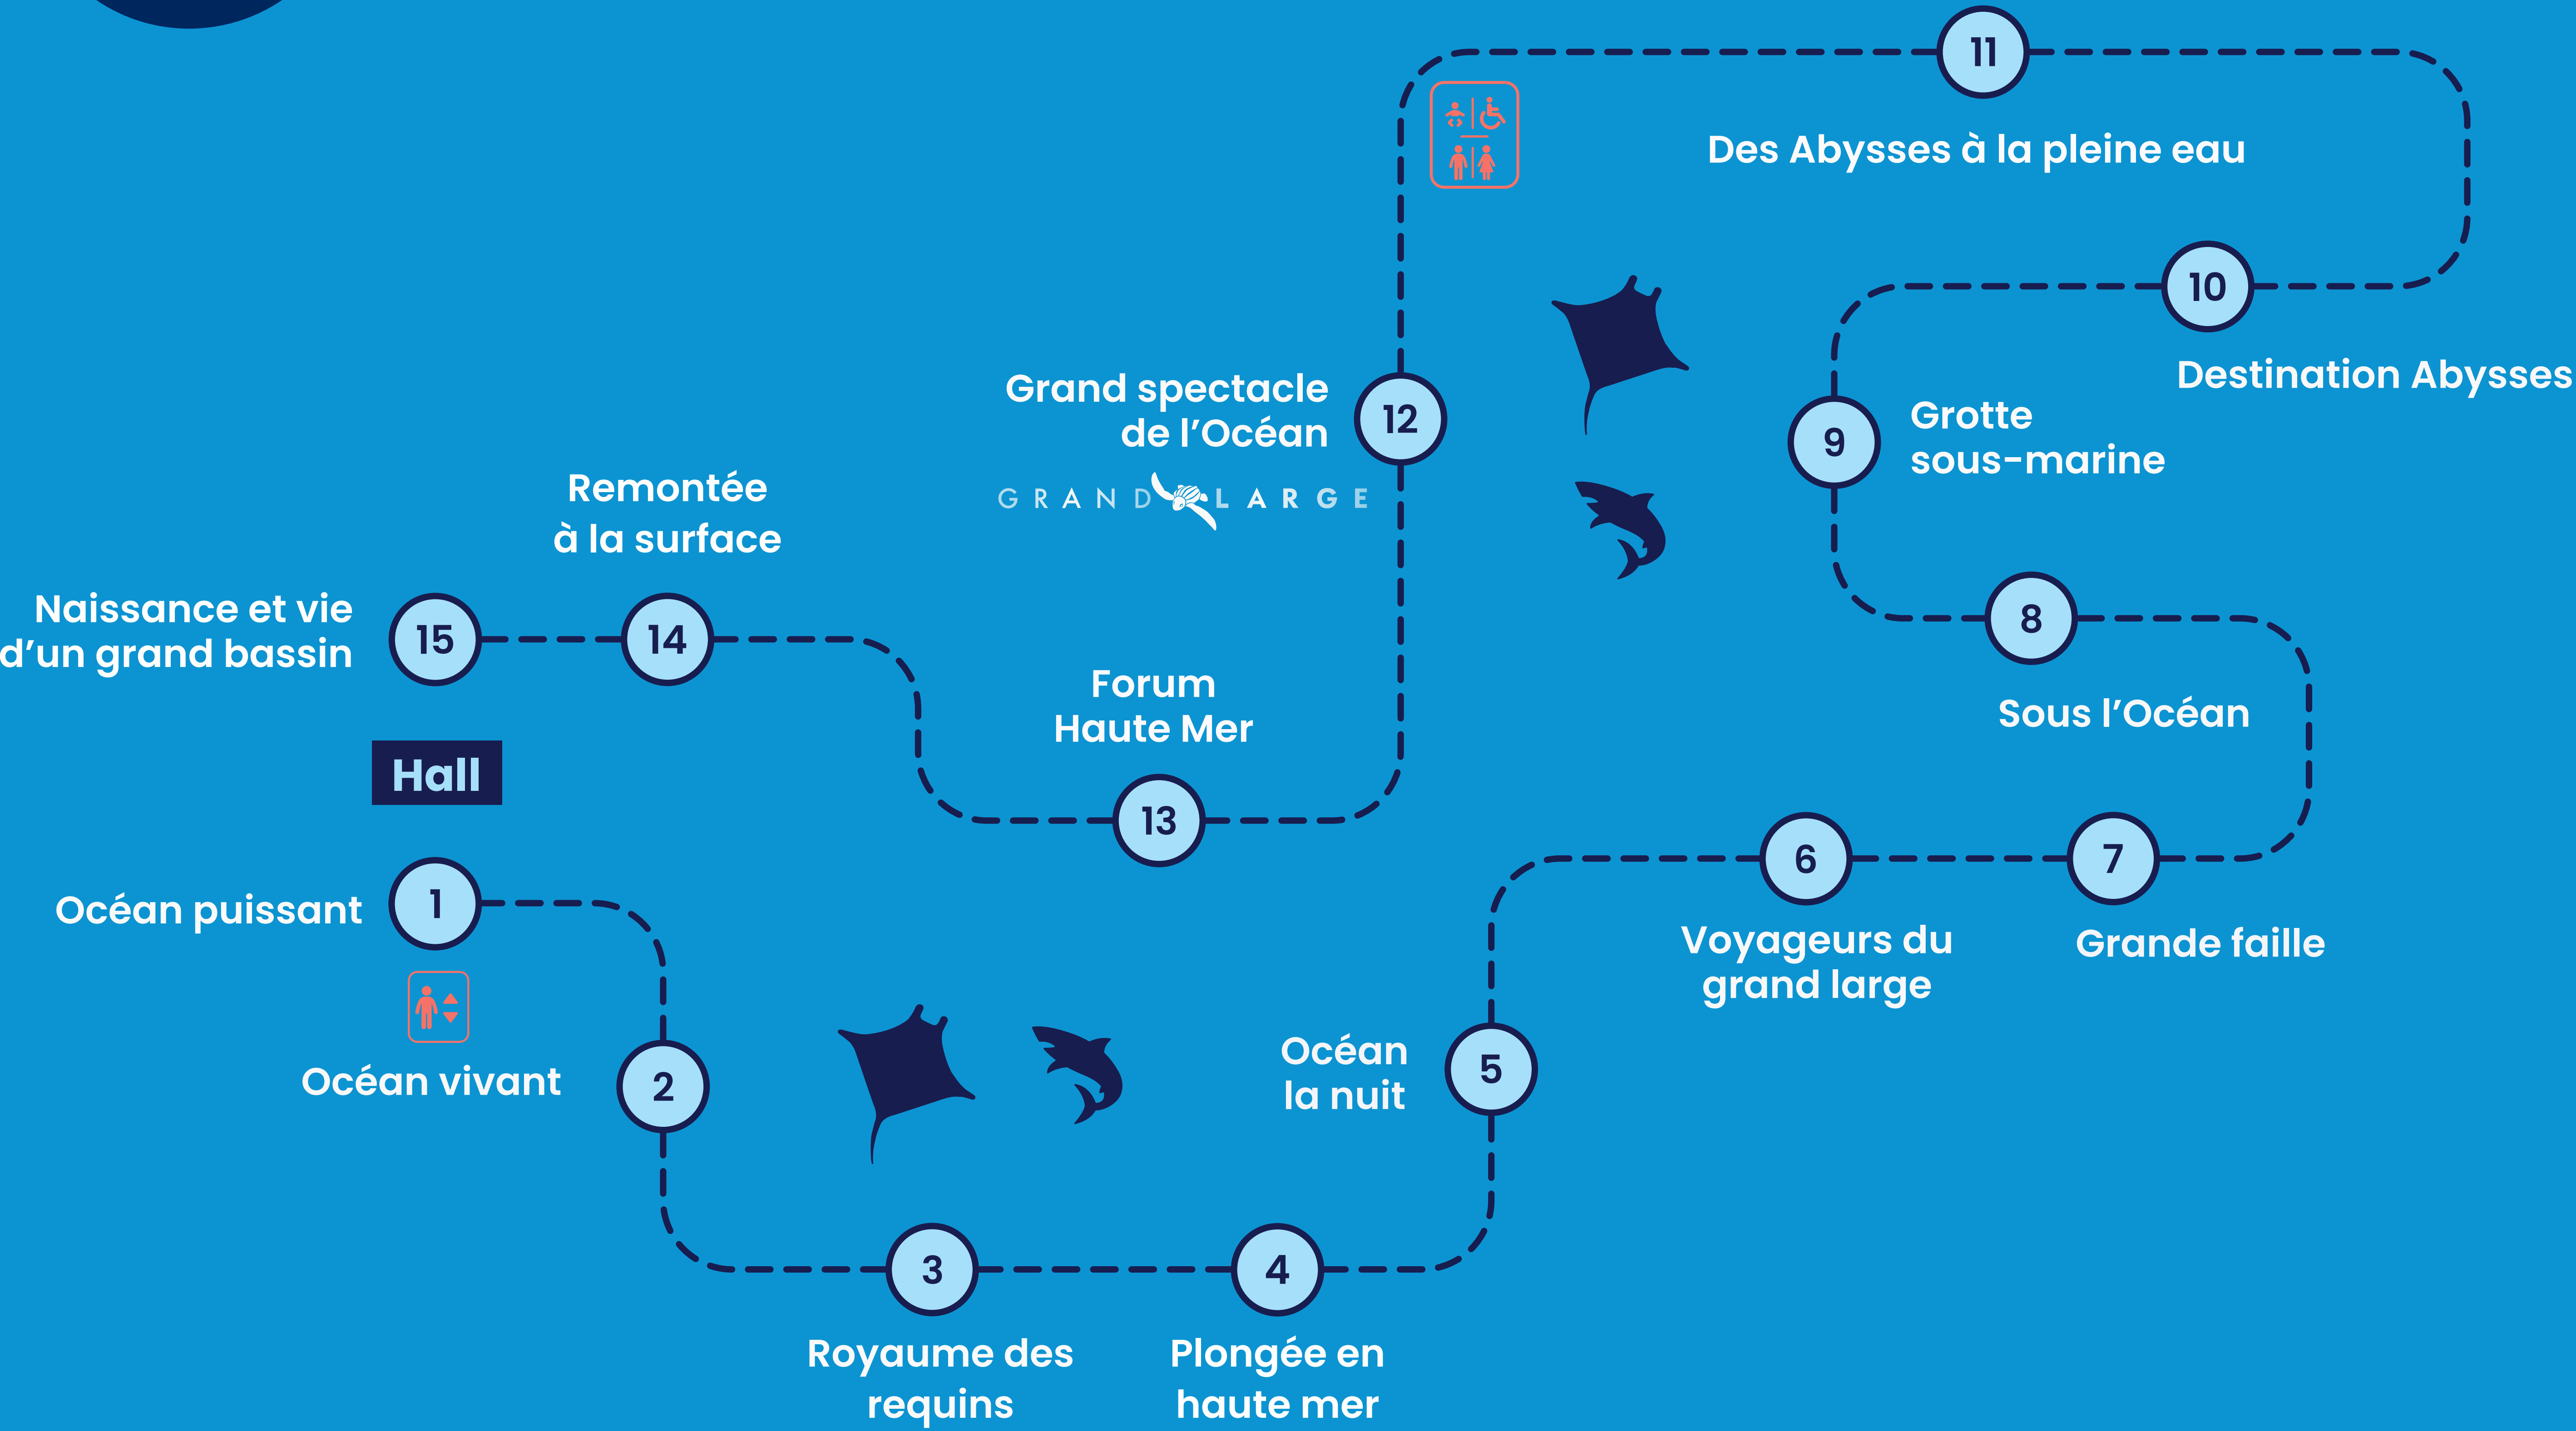 11
Des Abysses à la pleine eau
10
Destination Abysses
Grand spectacle
de l'Océan
12
GRAND LARGE
9
Grotte
sous-marine
Remontée
à la surface
Naissance et vie
d'un grand bassin
15
14
8
Sous l'Océan
Forum
Haute Mer
13
Hall
6
7
Voyageurs du
grand large
Grande faille
Océan puissant
1
Océan vivant
2
Océan
la nuit
5
3
4
Royaume des
requins
Plongée en
haute mer